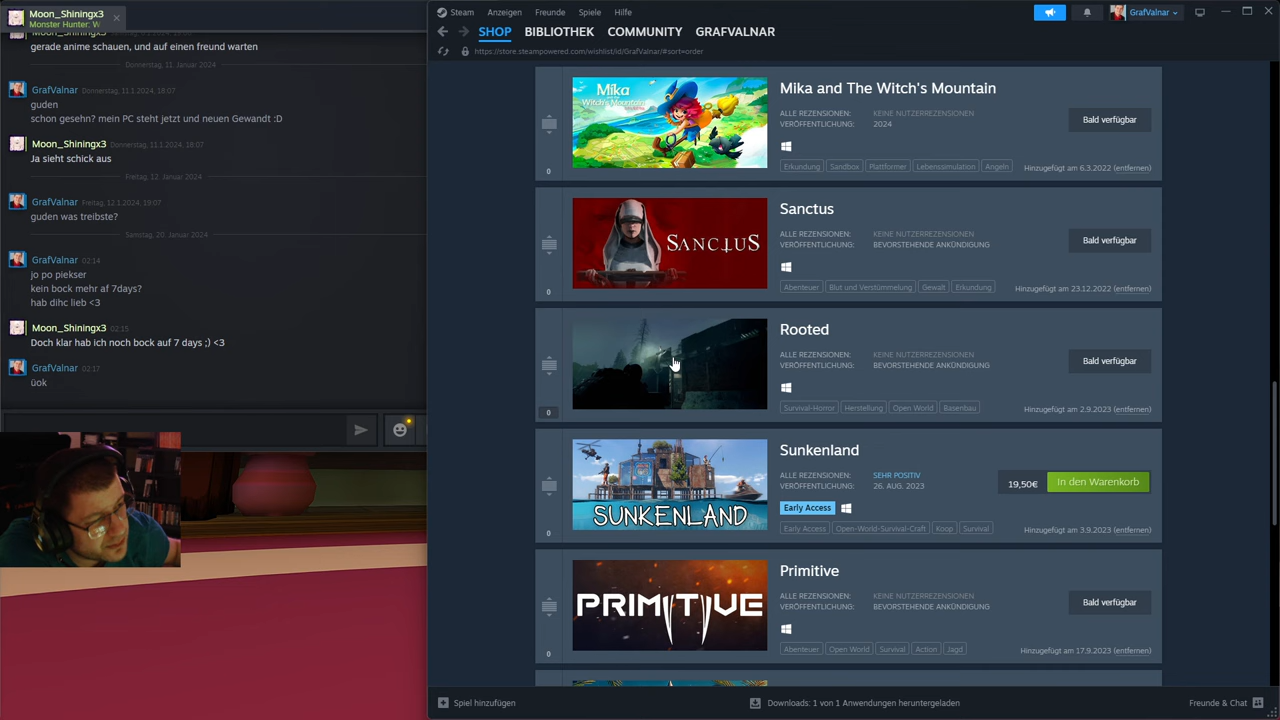 Moon_Shiningx3
Monster Hunter: W
Moon_Shiningx3
gerade anime schauen, und auf einen freund warten
Donnerstag, 11. Januar 2024
GrafValnar Donnerstag, 11.1.2024, 18:07
guden
schon gesehn? mein PC steht jetzt und neuen Gewandt :D
Moon_Shiningx3 Donnerstag, 11.1.2024, 18:07
Ja sieht schick aus
Freitag, 12. Januar 2024
GrafValnar Freitag, 12.1.2024, 19:07
guden was treibste?
Samstag, 20. Januar 2024
GrafValnar 02:14
jo po piekser
kein bock mehr af 7days?
hab dihc lieb <3
Moon_Shiningx3 02:15
Doch klar hab ich noch bock auf 7 days ;) <3
GrafValnar 02:17
üok
Steam Anzeigen Freunde Spiele Hilfe
GrafValnar
SHOP BIBLIOTHEK COMMUNITY GRAFVALNAR
https://store.steampowered.com/wishlist/id/GrafValnar/#sort=order
0
Mika and The Witch's Mountain
Mika and The Witch's Mountain
ALLE REZENSIONEN: KEINE NUTZERREZENSIONEN
VERÖFFENTLICHUNG: 2024
Bald verfügbar
Erkundung Sandbox Plattformer Lebenssimulation Angeln
Hinzugefügt am 6.3.2022 (entfernen)
0
SANCTUS
Sanctus
ALLE REZENSIONEN: KEINE NUTZERREZENSIONEN
VERÖFFENTLICHUNG: BEVORSTEHENDE ANKÜNDIGUNG
Bald verfügbar
Abenteuer Blut und Verstümmelung Gewalt Erkundung
Hinzugefügt am 23.12.2022 (entfernen)
0
Rooted
ALLE REZENSIONEN: KEINE NUTZERREZENSIONEN
VERÖFFENTLICHUNG: BEVORSTEHENDE ANKÜNDIGUNG
Bald verfügbar
Survival-Horror Herstellung Open World Basenbau
Hinzugefügt am 2.9.2023 (entfernen)
0
SUNKENLAND
Sunkenland
ALLE REZENSIONEN: SEHR POSITIV
VERÖFFENTLICHUNG: 26. AUG. 2023
19,50€ In den Warenkorb
Early Access
Early Access Open-World-Survival-Craft Koop Survival
Hinzugefügt am 3.9.2023 (entfernen)
0
PRIMITIVE
Primitive
ALLE REZENSIONEN: KEINE NUTZERREZENSIONEN
VERÖFFENTLICHUNG: BEVORSTEHENDE ANKÜNDIGUNG
Bald verfügbar
Abenteuer Open World Survival Action Jagd
Hinzugefügt am 17.9.2023 (entfernen)
Spiel hinzufügen
Downloads: 1 von 1 Anwendungen heruntergeladen
Freunde & Chat